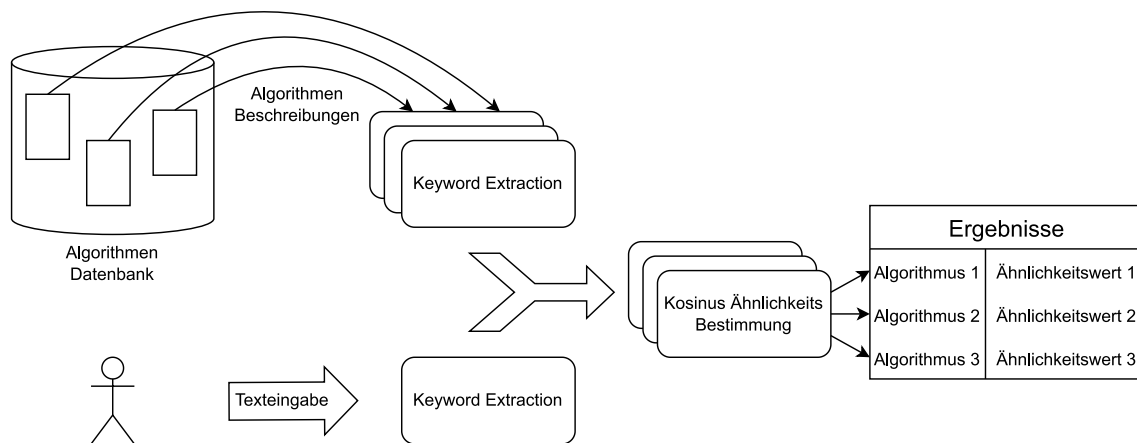 Algorithmen
Beschreibungen
Keyword Extraction
Algorithmen
Datenbank
Texteingabe
Keyword Extraction
Kosinus Ähnlichkeits
Bestimmung
Ergebnisse
Algorithmus 1 Ähnlichkeitswert 1
Algorithmus 2 Ähnlichkeitswert 2
Algorithmus 3 Ähnlichkeitswert 3